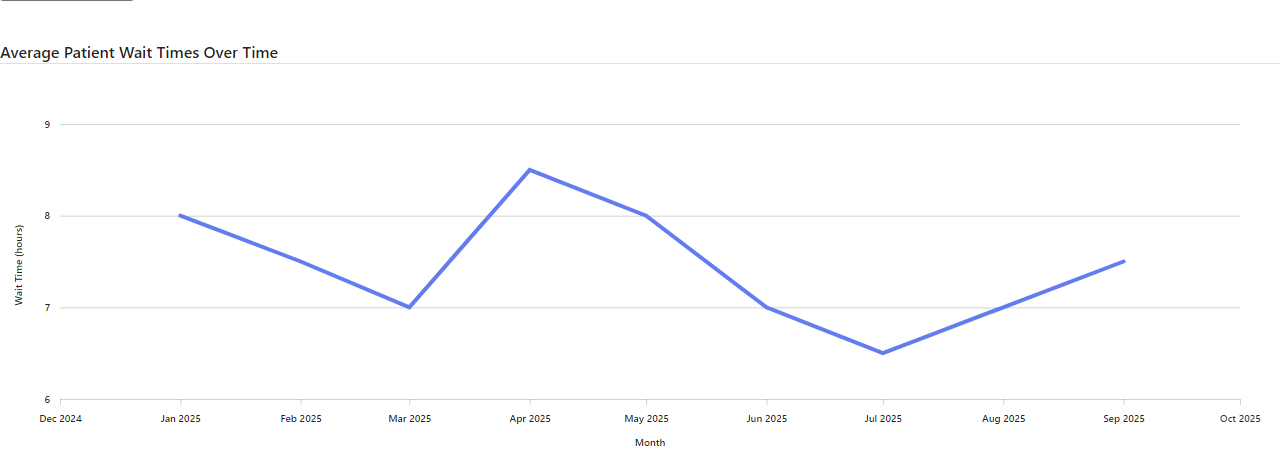 Average Patient Wait Times Over Time
9
8
7
6
Wait Time (hours)
Dec 2024 Jan 2025 Feb 2025 Mar 2025 Apr 2025 May 2025 Jun 2025 Jul 2025 Aug 2025 Sep 2025 Oct 2025
Month